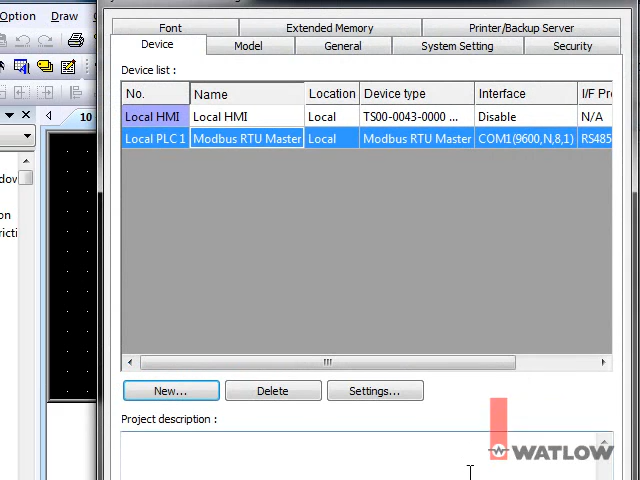 Option Draw
Font Extended Memory Printer/Backup Server
Device Model General System Setting Security
Device list :
No. Name Location Device type Interface I/F Pr
Local HMI Local HMI Local TS00-0043-0000 ... Disable N/A
Local PLC 1 Modbus RTU Master Local Modbus RTU Master COM1(9600,N,8,1) RS485
10
New... Delete Settings...
Project description :
WATLOW